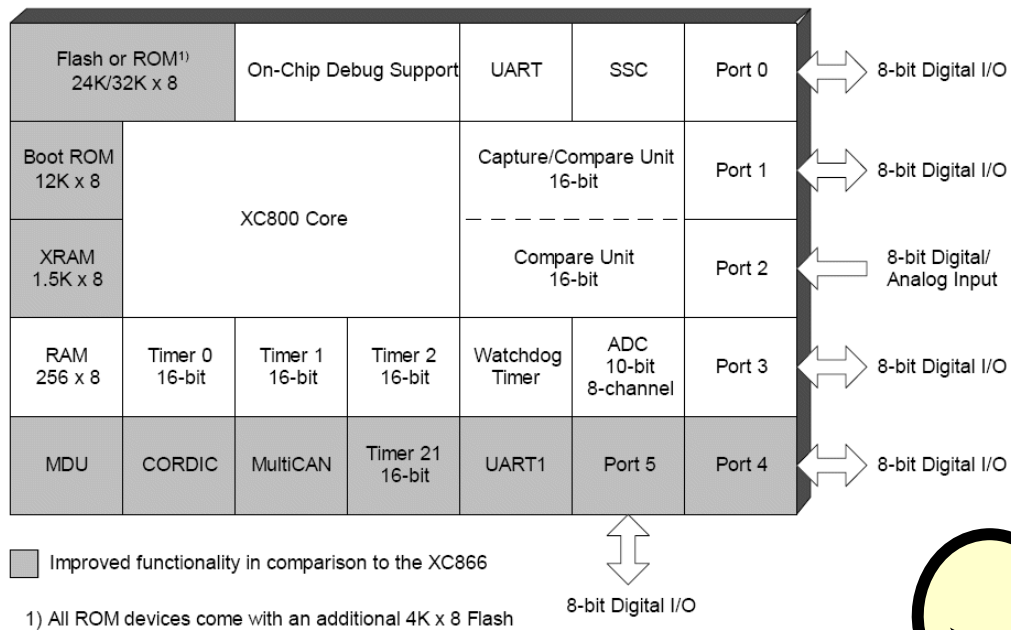 Flash or ROM1)
24K/32K x 8
On-Chip Debug Support
UART
SSC
Port 0
8-bit Digital I/O
Boot ROM
12K x 8
XC800 Core
Capture/Compare Unit
16-bit
Port 1
8-bit Digital I/O
XRAM
1.5K x 8
Compare Unit
16-bit
Port 2
8-bit Digital/
Analog Input
RAM
256 x 8
Timer 0
16-bit
Timer 1
16-bit
Timer 2
16-bit
Watchdog
Timer
ADC
10-bit
8-channel
Port 3
8-bit Digital I/O
MDU
CORDIC
MultiCAN
Timer 21
16-bit
UART1
Port 5
Port 4
8-bit Digital I/O
Improved functionality in comparison to the XC866
8-bit Digital I/O
1) All ROM devices come with an additional 4K x 8 Flash